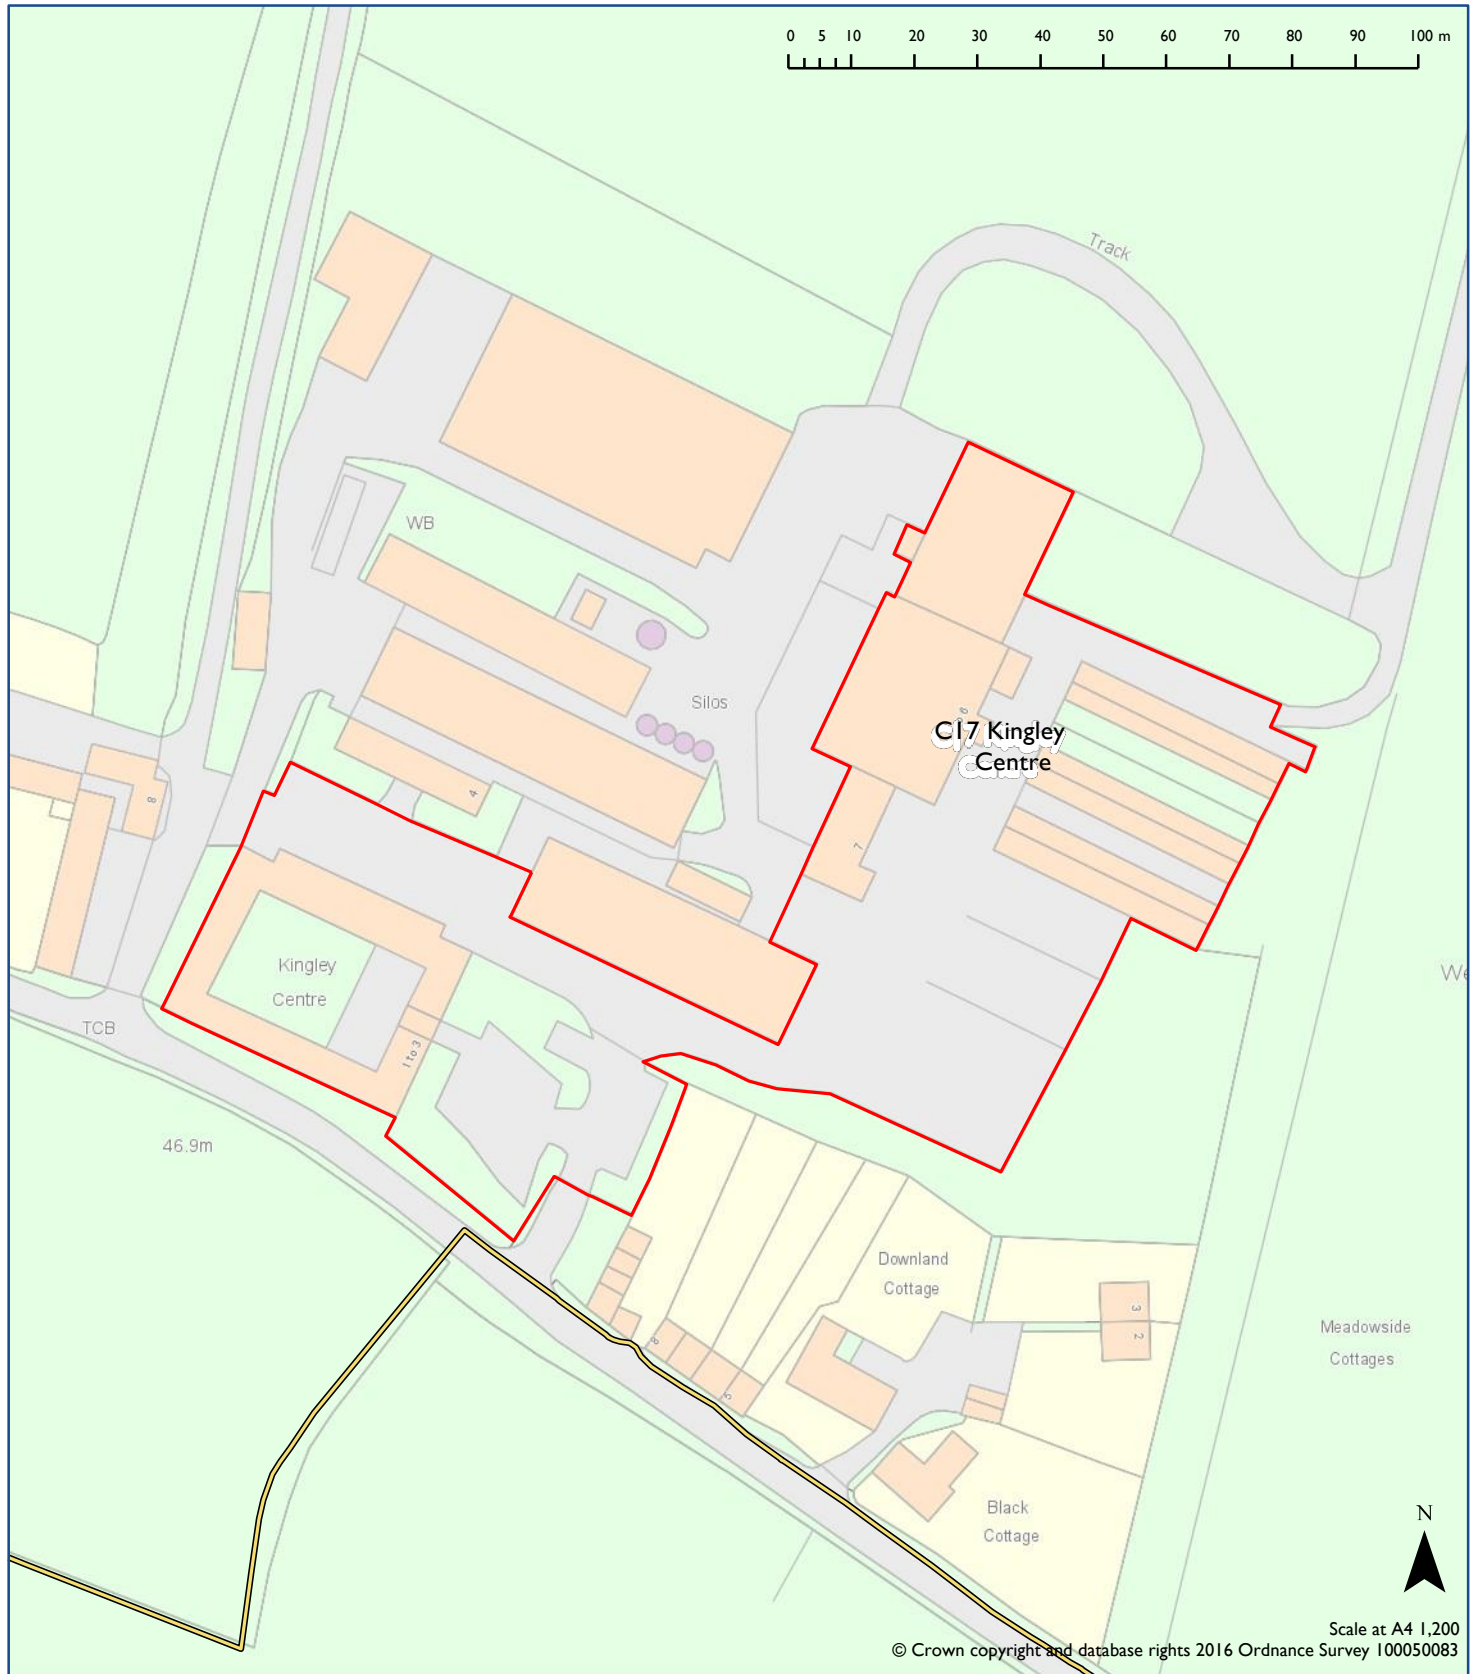 0 5 10 20 30 40 50 60 70 80 90 100 m
Track
WB
Silos
6
C17 Kingley
Centre
8
4
7
Kingley
Centre
We
TCB
1 to 3
46.9m
Downland
Cottage
3
2
8
Meadowside
Cottages
5
Black
Cottage
N
Scale at A4 1,200
© Crown copyright and database rights 2016 Ordnance Survey 100050083